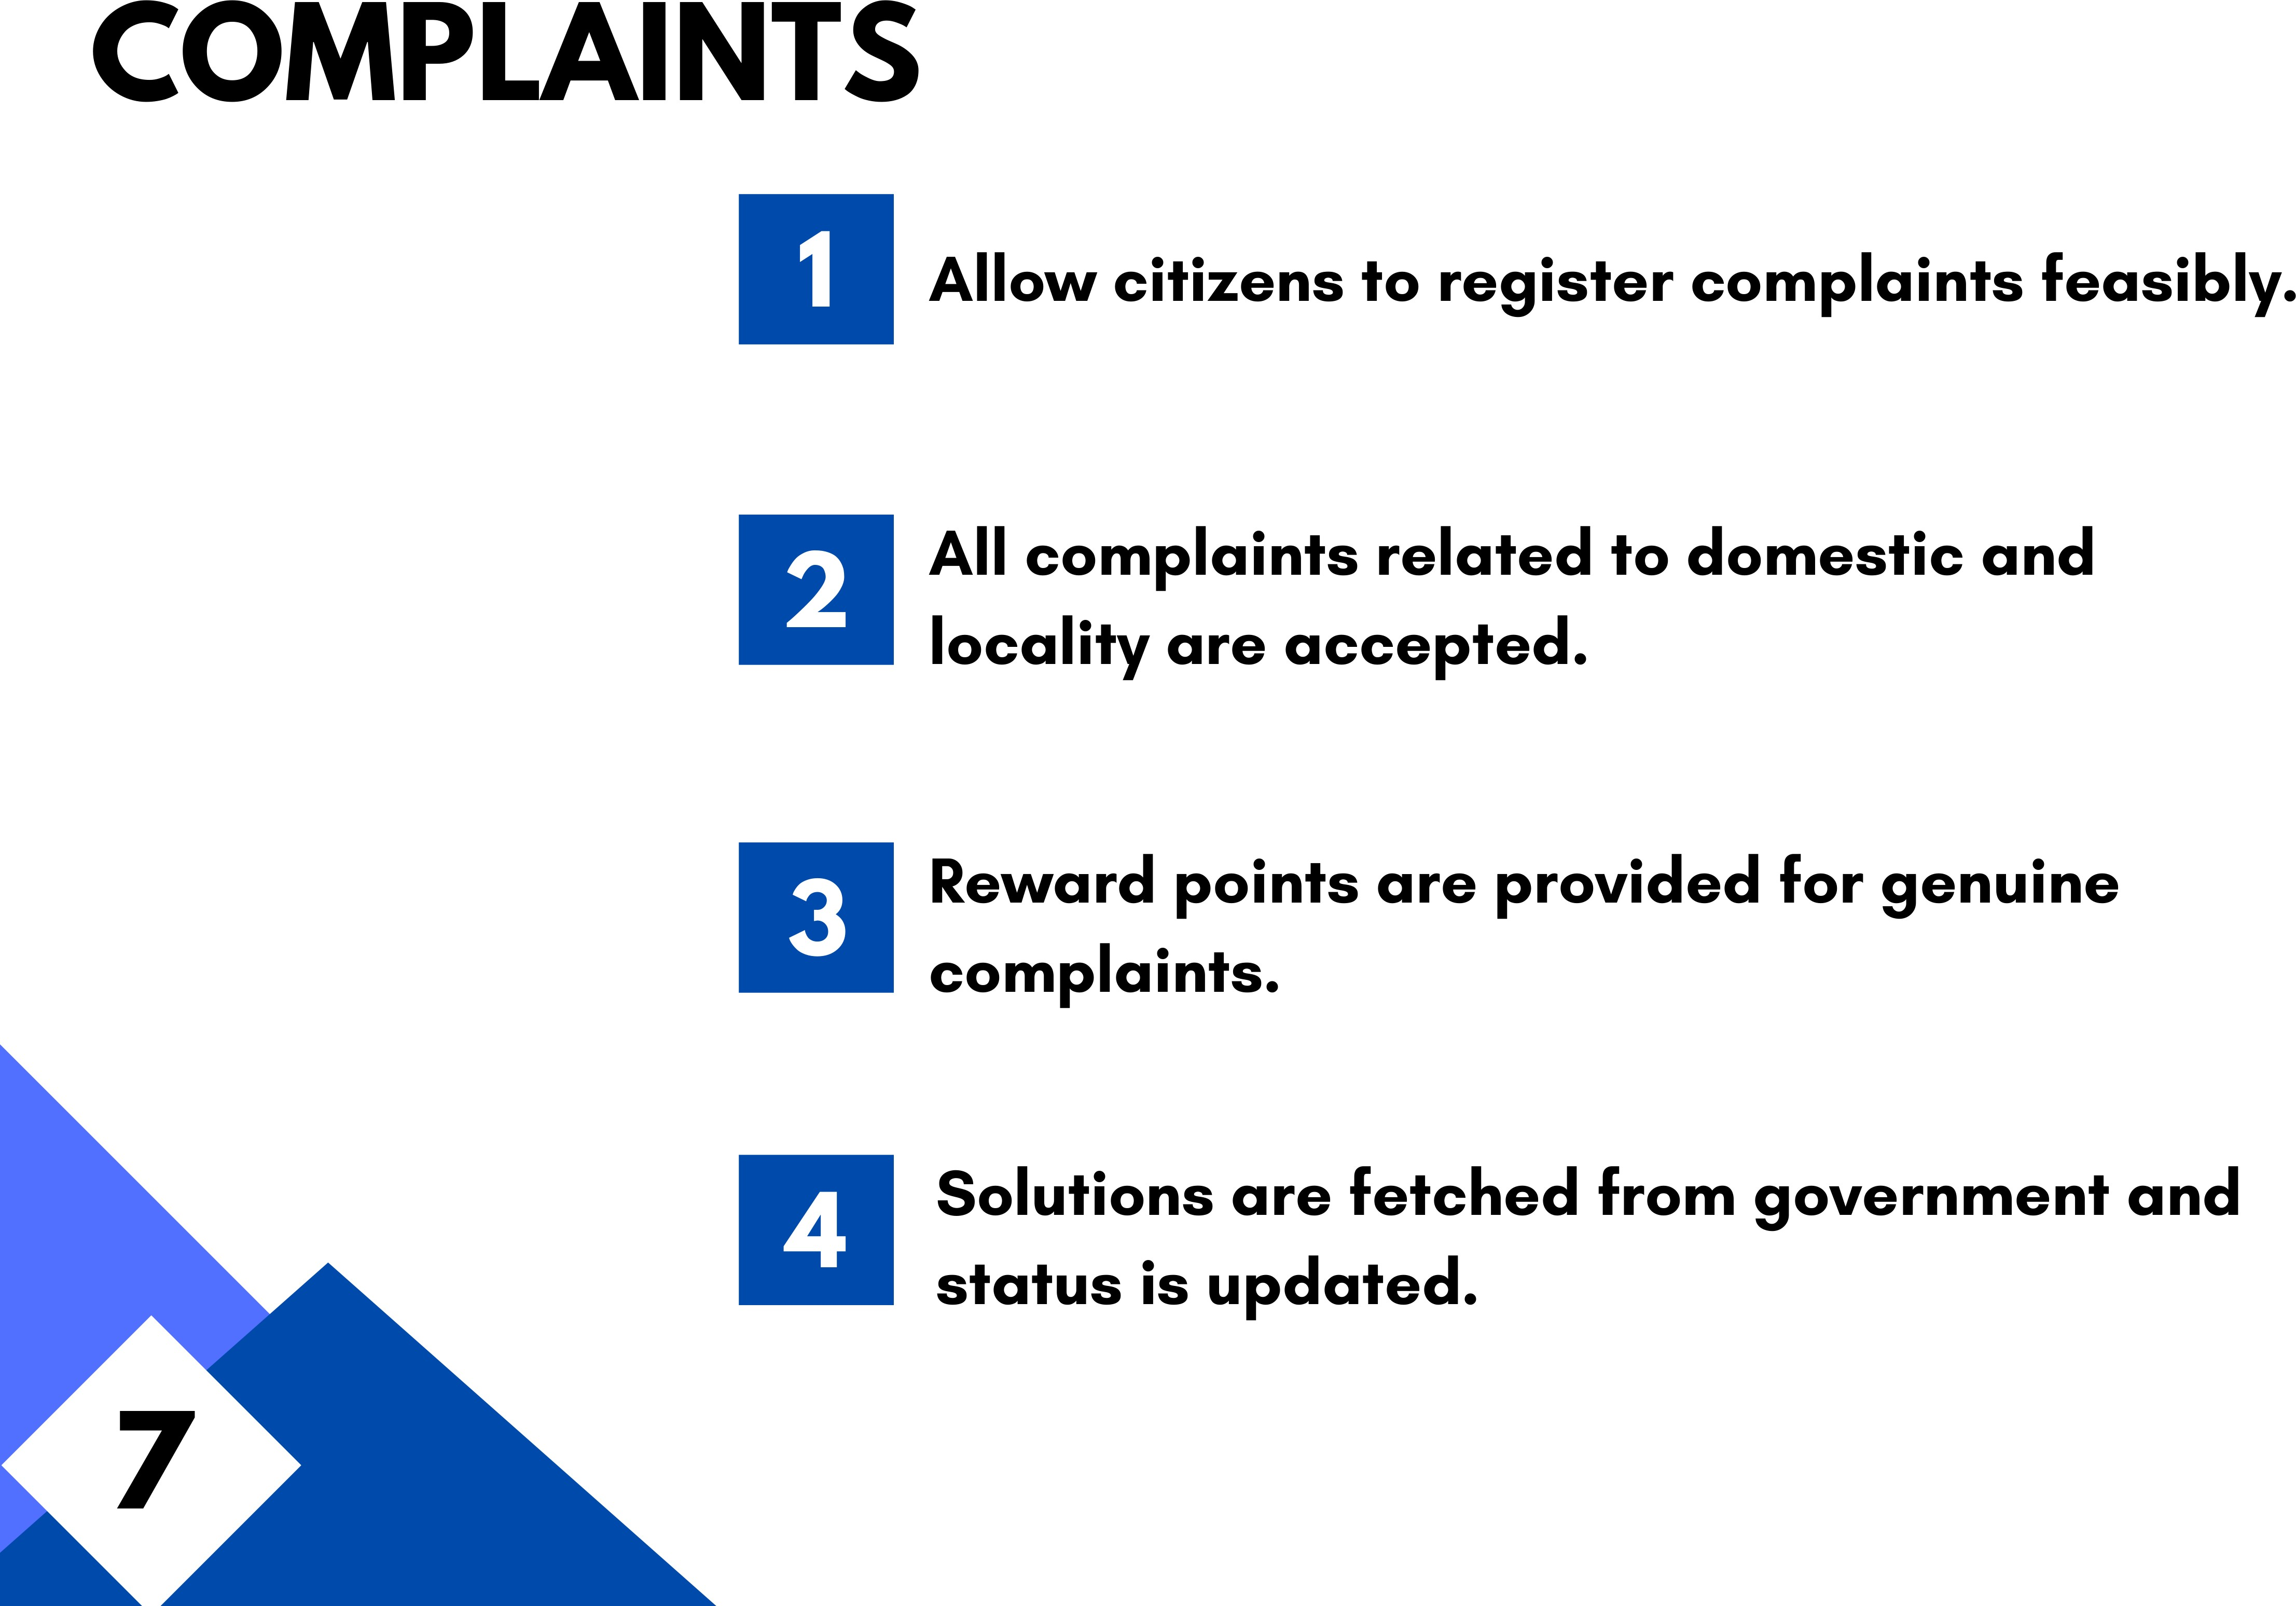 COMPLAINTS
1
Allow citizens to register complaints feasibly.
2
All complaints related to domestic and
locality are accepted.
3
Reward points are provided for genuine
complaints.
4
Solutions are fetched from government and
status is updated.
7